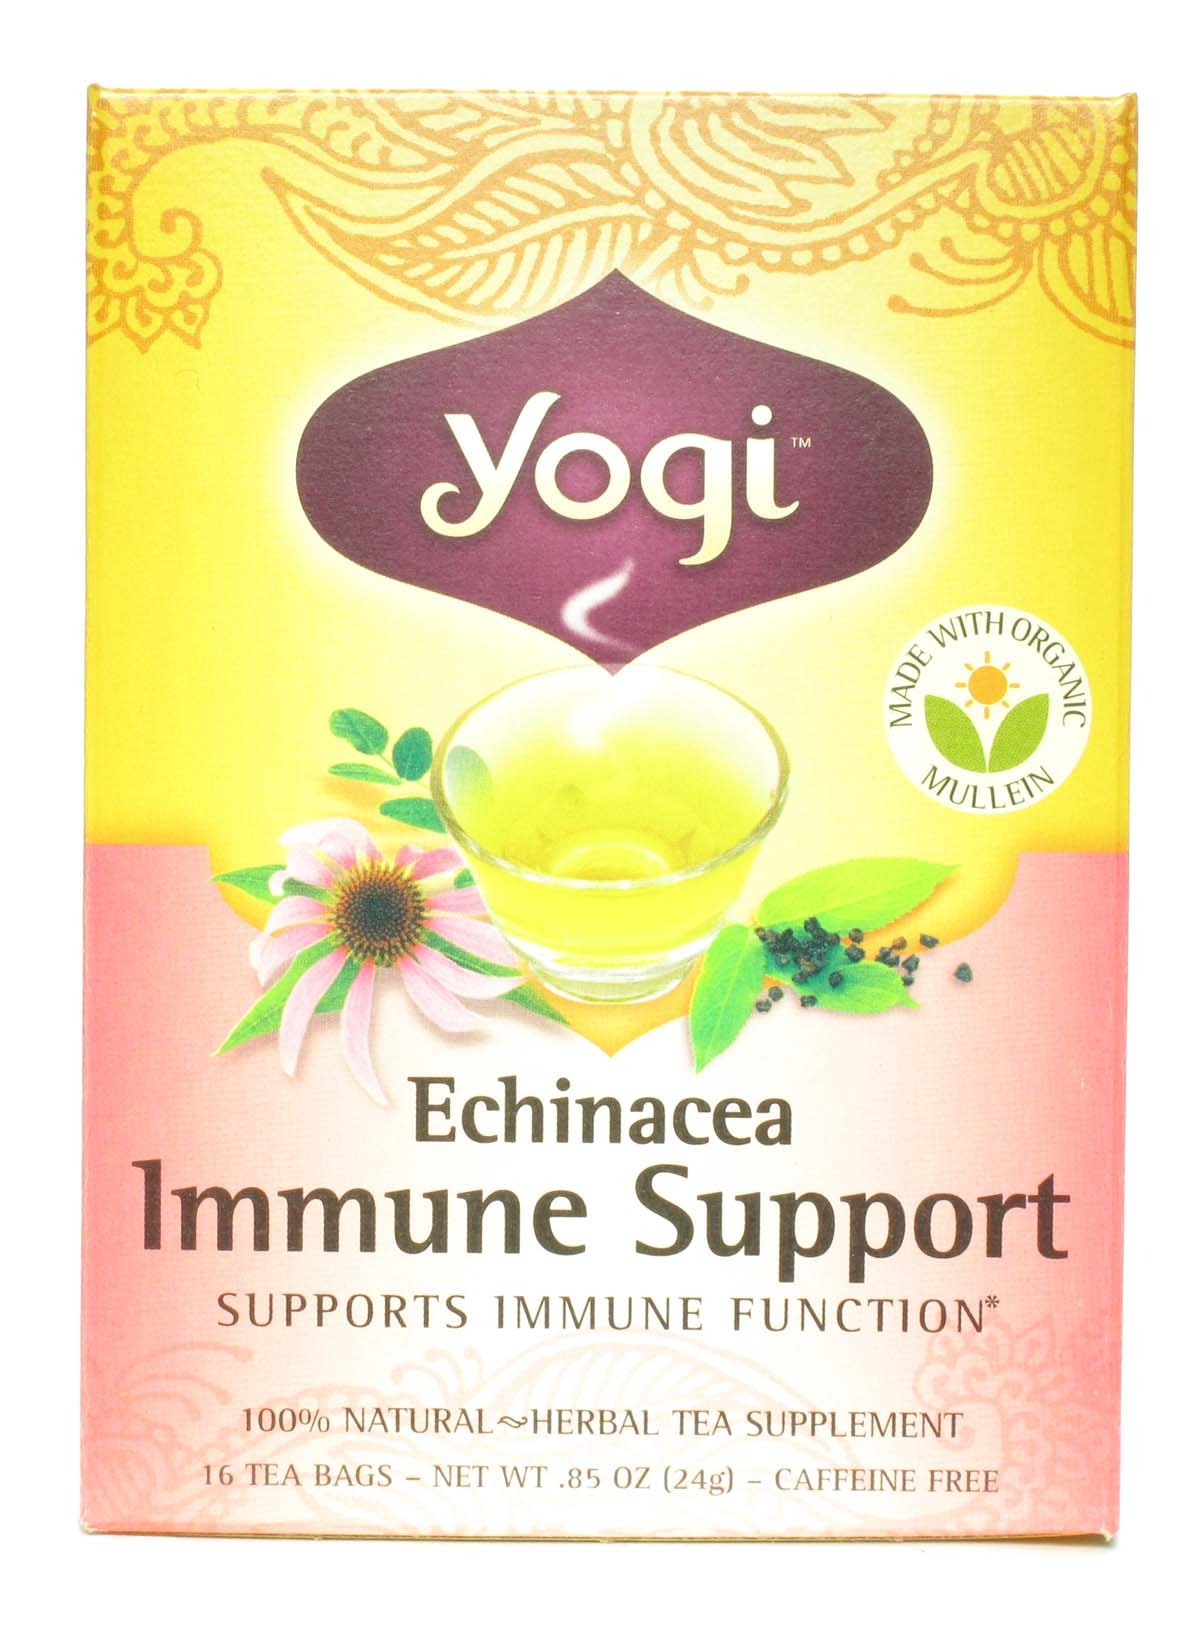 yogi™
MADE WITH ORGANIC
MULLEIN
Echinacea
Immune Support
SUPPORTS IMMUNE FUNCTION*
100% NATURAL~HERBAL TEA SUPPLEMENT
16 TEA BAGS – NET WT .85 OZ (24g) – CAFFEINE FREE